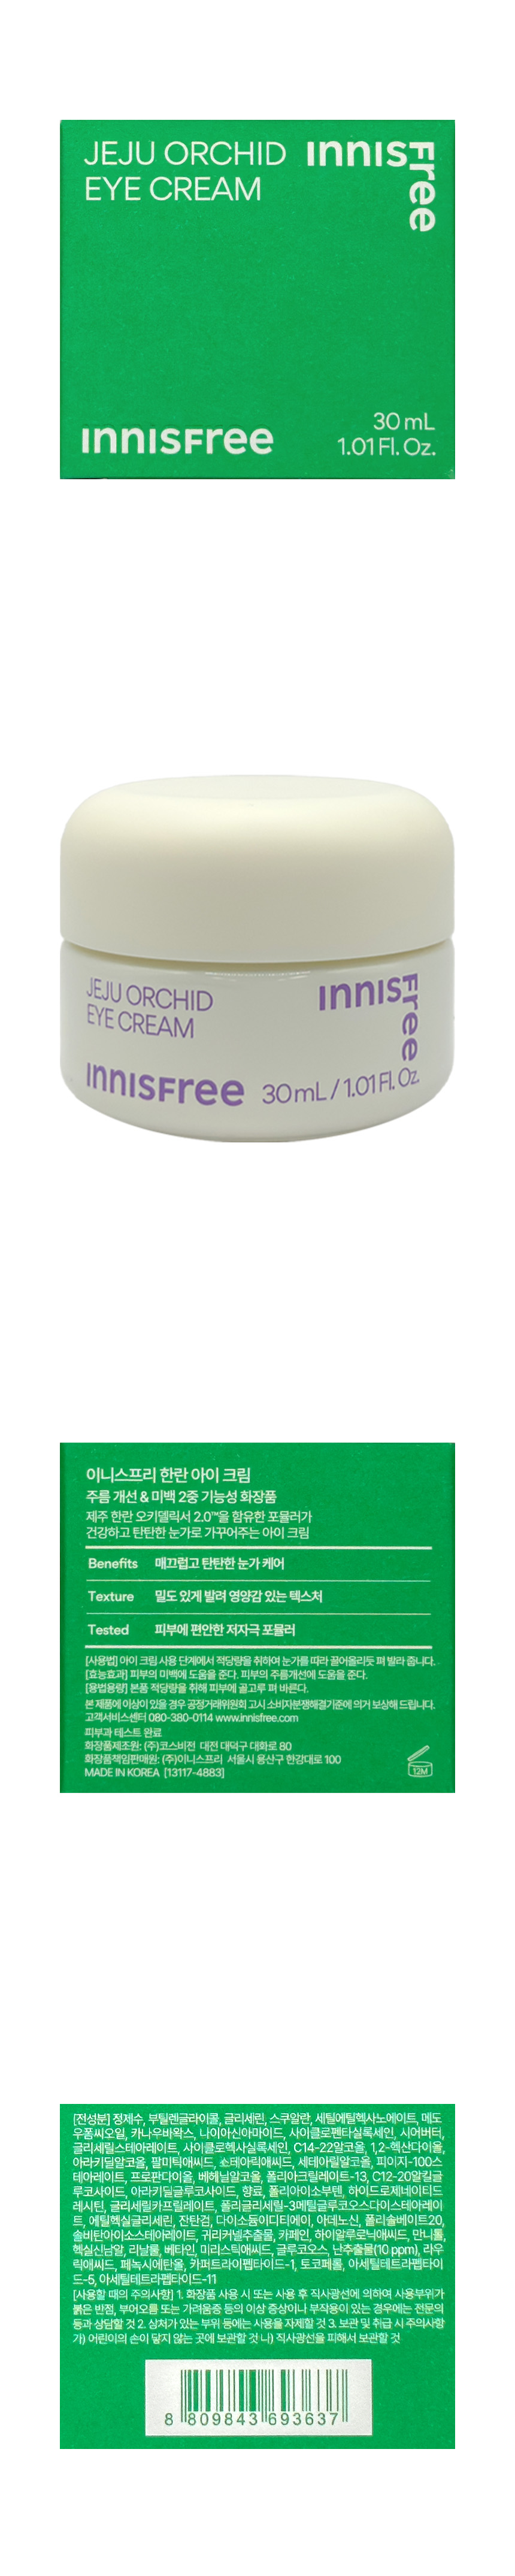 JEJU ORCHID
EYE CREAM
INNISFree
INNISFree
30 mL
1.01 Fl. Oz.
JEJU ORCHID
EYE CREAM
INNISFree
INNISFree
30 mL / 1.01 Fl. Oz.
이니스프리 한란 아이 크림
주름 개선 & 미백 2중 기능성 화장품
제주 한란 오키델릭서 2.0™을 함유한 포뮬러가
건강하고 탄탄한 눈가로 가꾸어주는 아이 크림
Benefits 매끄럽고 탄탄한 눈가 케어
Texture 밀도 있게 발려 영양감 있는 텍스처
Tested 피부에 편안한 저자극 포뮬러
[사용법] 아이 크림 사용 단계에서 적당량을 취하여 눈가를 따라 끌어올리듯 펴 발라 줍니다.
[효능효과] 피부의 미백에 도움을 준다. 피부의 주름개선에 도움을 준다.
[용법용량] 본품 적당량을 취해 피부에 골고루 펴 바른다.
본 제품에 이상이 있을 경우 공정거래위원회 고시 소비자분쟁해결기준에 의거 보상해 드립니다.
고객서비스센터 080-380-0114 www.innisfree.com
피부과 테스트 완료
화장품제조원: (주)코스비전 대전 대덕구 대화로 80
화장품책임판매원: (주)이니스프리 서울시 용산구 한강대로 100
MADE IN KOREA [13117-4883]
12M
[전성분] 정제수, 부틸렌글라이콜, 글리세린, 스쿠알란, 세틸에틸헥사노에이트, 메도
우폼씨오일, 카나우바왁스, 나이아신아마이드, 사이클로펜타실록세인, 시어버터,
글리세릴스테아레이트, 사이클로헥사실록세인, C14-22알코올, 1,2-헥산다이올,
아라키딜알코올, 팔미틱애씨드, 스테아릭애씨드, 세테아릴알코올, 피이지-100스
테아레이트, 프로판다이올, 베헤닐알코올, 폴리아크릴레이트-13, C12-20알킬글
루코사이드, 아라키딜글루코사이드, 향료, 폴리아이소부텐, 하이드로제네이티드
레시틴, 글리세릴카프릴레이트, 폴리글리세릴-3메틸글루코오스다이스테아레이
트, 에틸헥실글리세린, 잔탄검, 다이소듐이디티에이, 아데노신, 폴리솔베이트20,
솔비탄아이소스테아레이트, 귀리커넬추출물, 카페인, 하이알루로닉애씨드, 만니톨,
헥실신남알, 리날룰, 베타인, 미리스틱애씨드, 글루코오스, 난추출물(10 ppm), 라우
릭애씨드, 페녹시에탄올, 카퍼트라이펩타이드-1, 토코페롤, 아세틸테트라펩타이
드-5, 아세틸테트라펩타이드-11
[사용할 때의 주의사항] 1. 화장품 사용 시 또는 사용 후 직사광선에 의하여 사용부위가
붉은 반점, 부어오름 또는 가려움증 등의 이상 증상이나 부작용이 있는 경우에는 전문의
등과 상담할 것 2. 상처가 있는 부위 등에는 사용을 자제할 것 3. 보관 및 취급 시 주의사항
가) 어린이의 손이 닿지 않는 곳에 보관할 것 나) 직사광선을 피해서 보관할 것
8 809843 693637